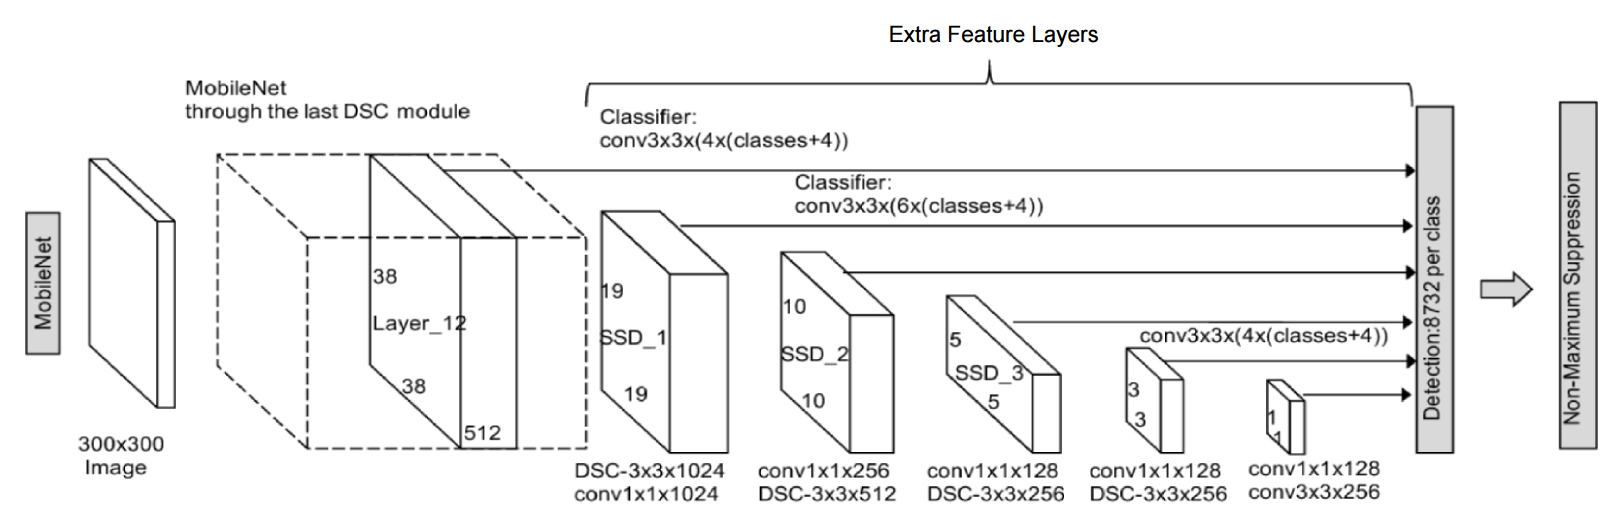 Extra Feature Layers
MobileNet
through the last DSC module
Classifier:
conv3x3x(4x(classes+4))
Classifier:
conv3x3x(6x(classes+4))
MobileNet
300x300
Image
38
Layer_12
38
512
19
SSD_1
19
DSC-3x3x1024
conv1x1x1024
10
SSD_2
10
conv1x1x256
DSC-3x3x512
5
SSD_3
5
conv1x1x128
DSC-3x3x256
conv3x3x(4x(classes+4))
3
3
conv1x1x128
DSC-3x3x256
1
1
conv1x1x128
conv3x3x256
Detection:8732 per class
Non-Maximum Suppression